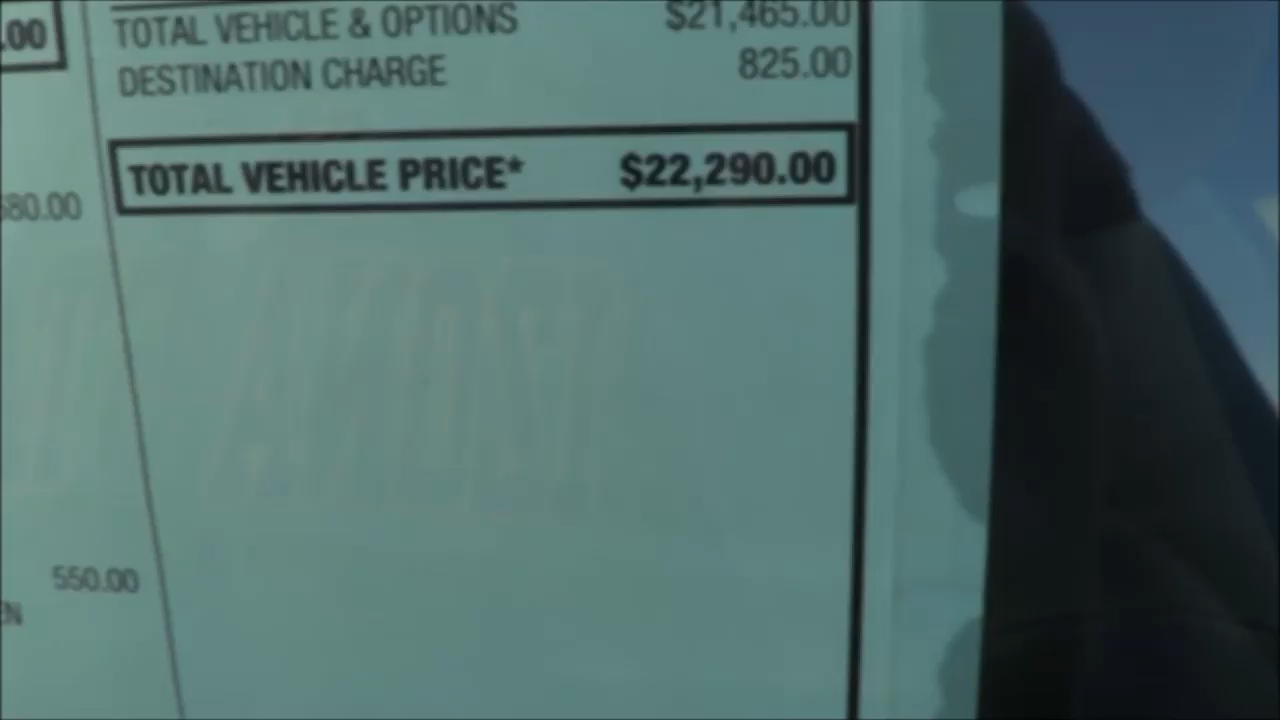 .00
TOTAL VEHICLE & OPTIONS $21,465.00
DESTINATION CHARGE 825.00
TOTAL VEHICLE PRICE* $22,290.00
80.00
550.00
EN